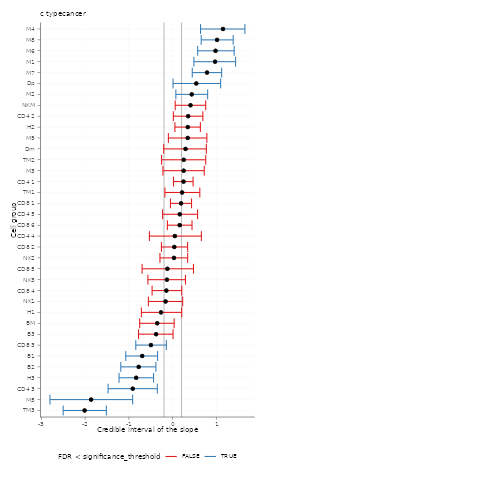 c typecancer
M4
M8
M6
M1
M7
Dp
M2
NKM
CD4 2
H2
M5
Dm
TM2
M3
CD4 1
TM1
CD8 1
CD4 5
CD8 6
CD4 4
CD8 2
NK2
CD8 5
NK3
CD8 4
NK1
H1
BM
B3
CD8 3
B1
B2
H3
CD4 3
TM3
Cell group
-3 -2 -1 0 1
Credible interval of the slope
FDR < significance_threshold FALSE TRUE